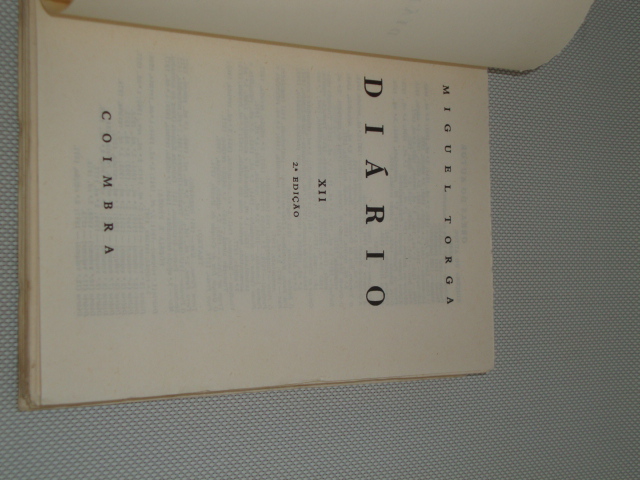 MIGUEL TORGA
DIÁRIO
XII
2.ª EDIÇÃO
COIMBRA